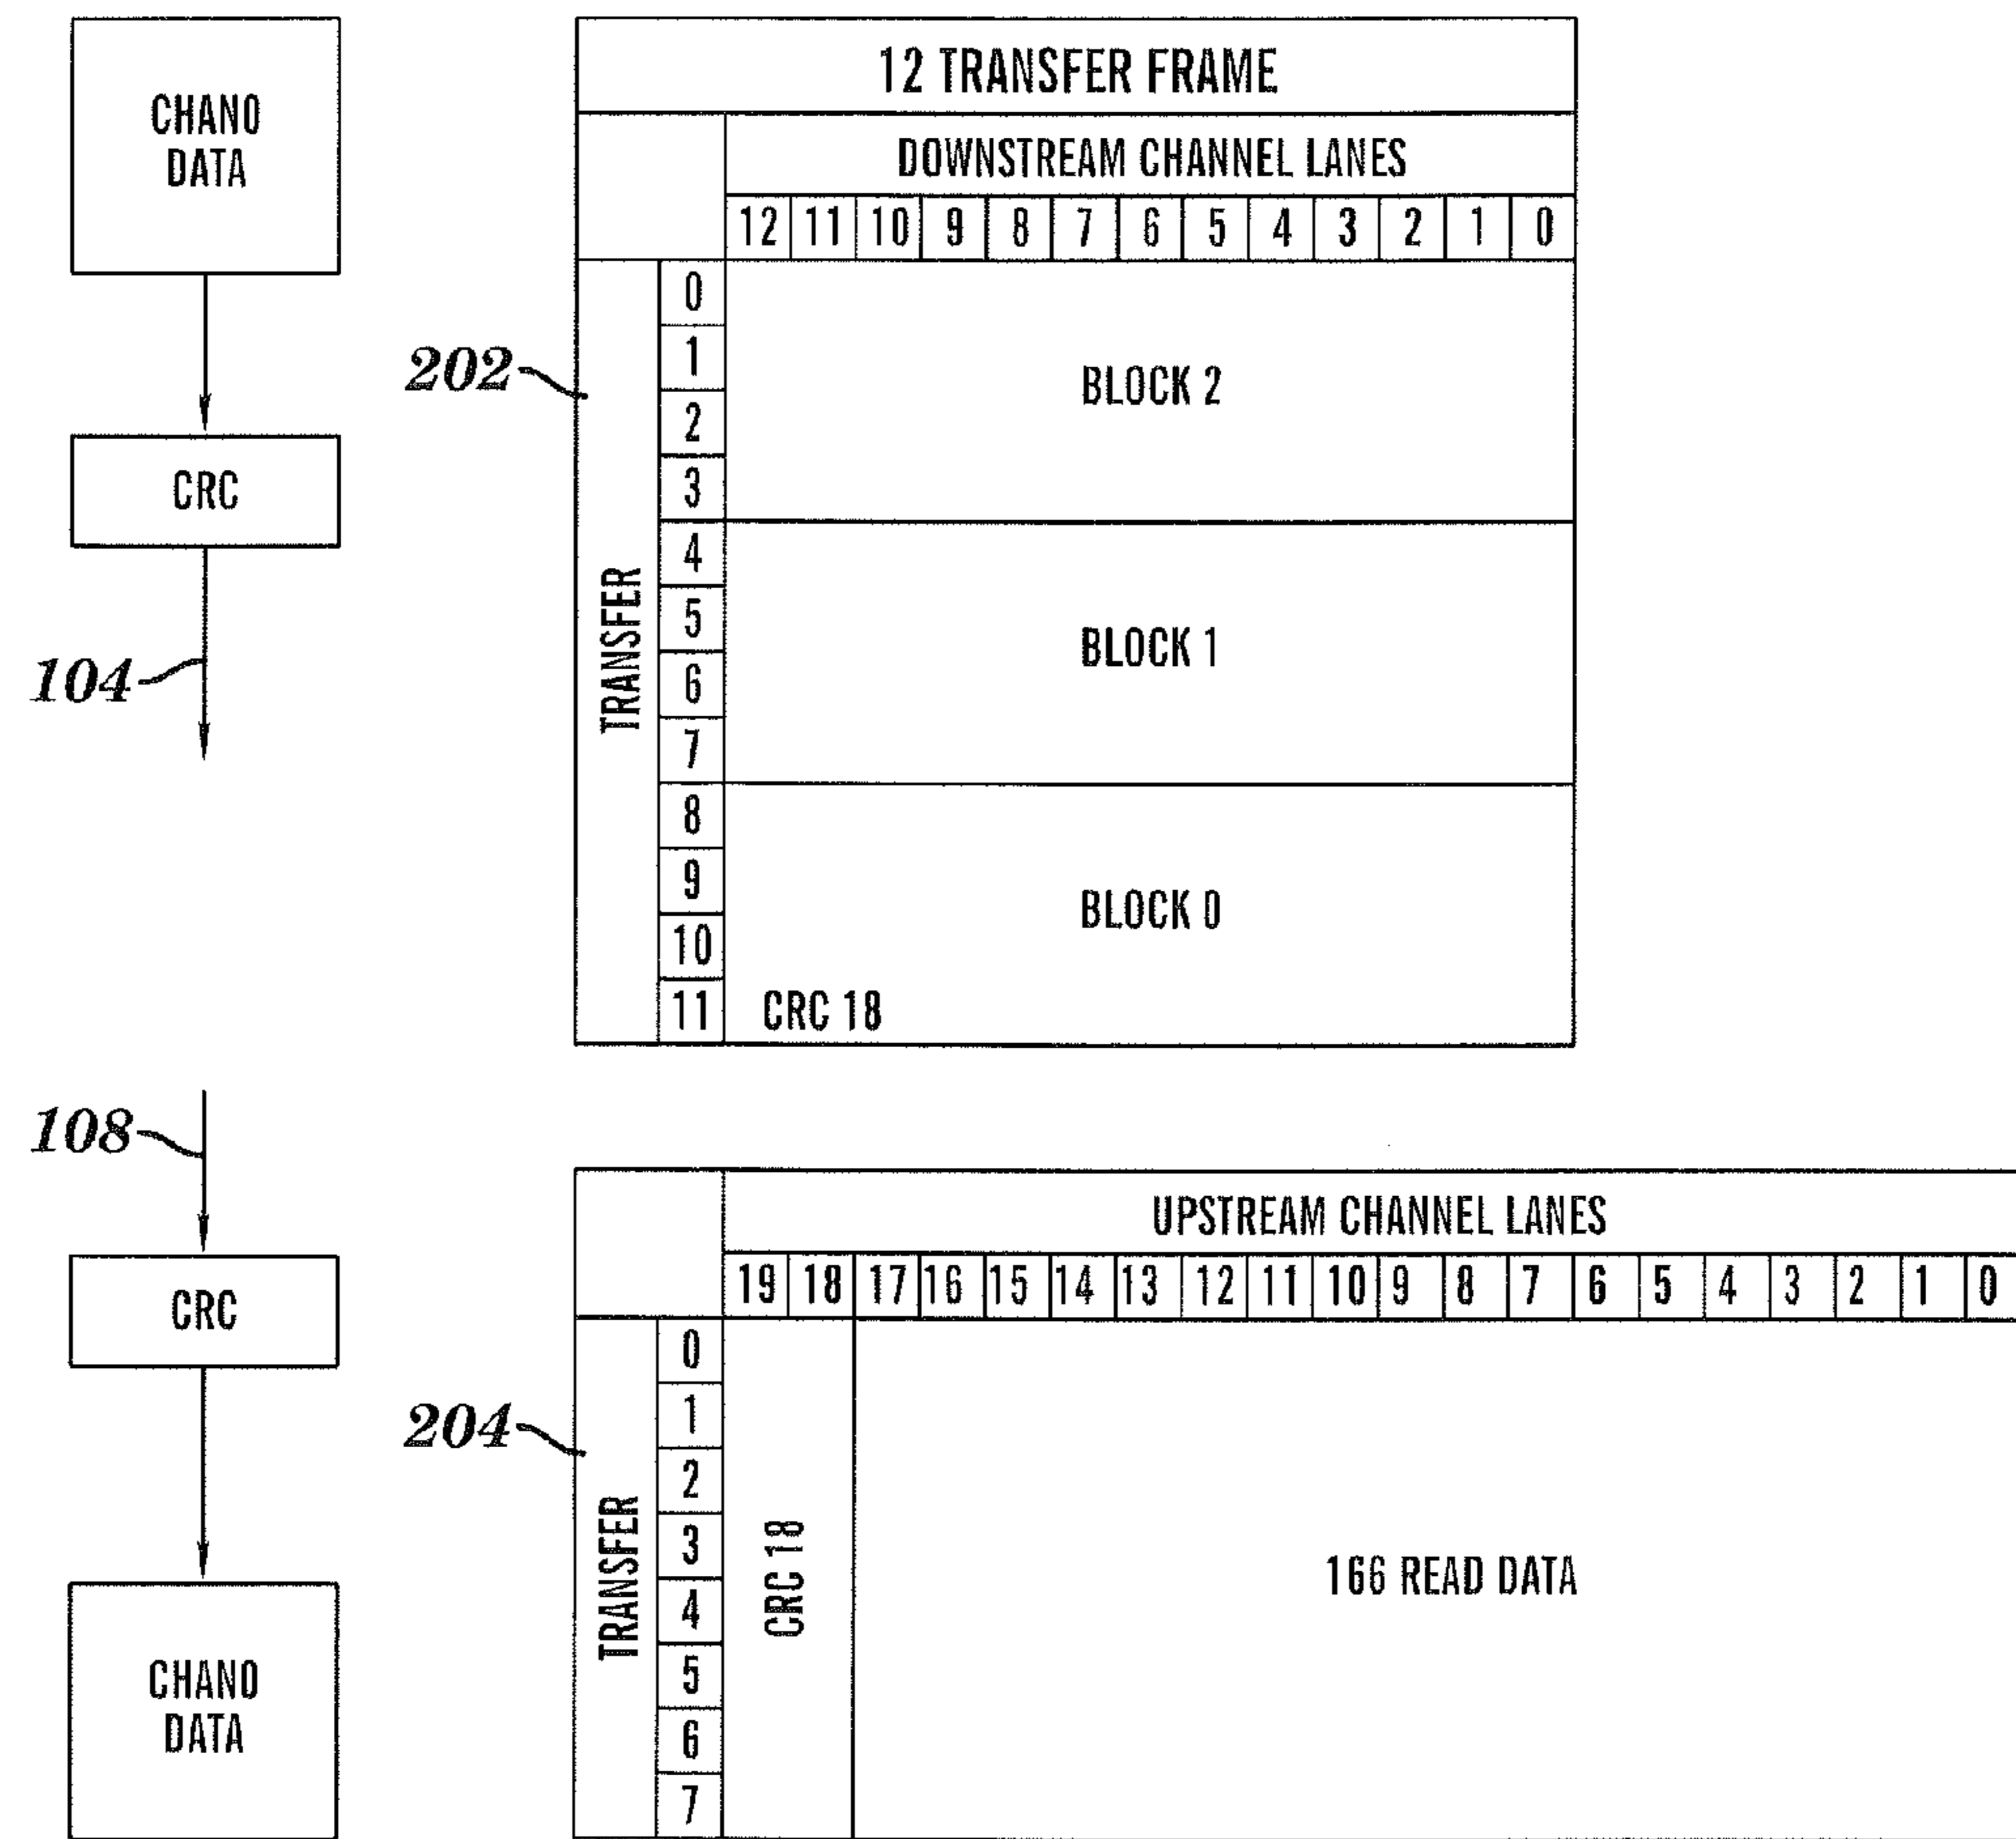 CHAN0
DATA
CRC
104
12 TRANSFER FRAME
DOWNSTREAM CHANNEL LANES
12 11 10 9 8 7 6 5 4 3 2 1 0
202
TRANSFER
0
1
2
3
BLOCK 2
4
5
6
7
BLOCK 1
8
9
10
11
BLOCK 0
CRC 18
108
CRC
CHAN0
DATA
UPSTREAM CHANNEL LANES
19 18 17 16 15 14 13 12 11 10 9 8 7 6 5 4 3 2 1 0
204
TRANSFER
0
1
2
3
4
5
6
7
CRC 18
166 READ DATA